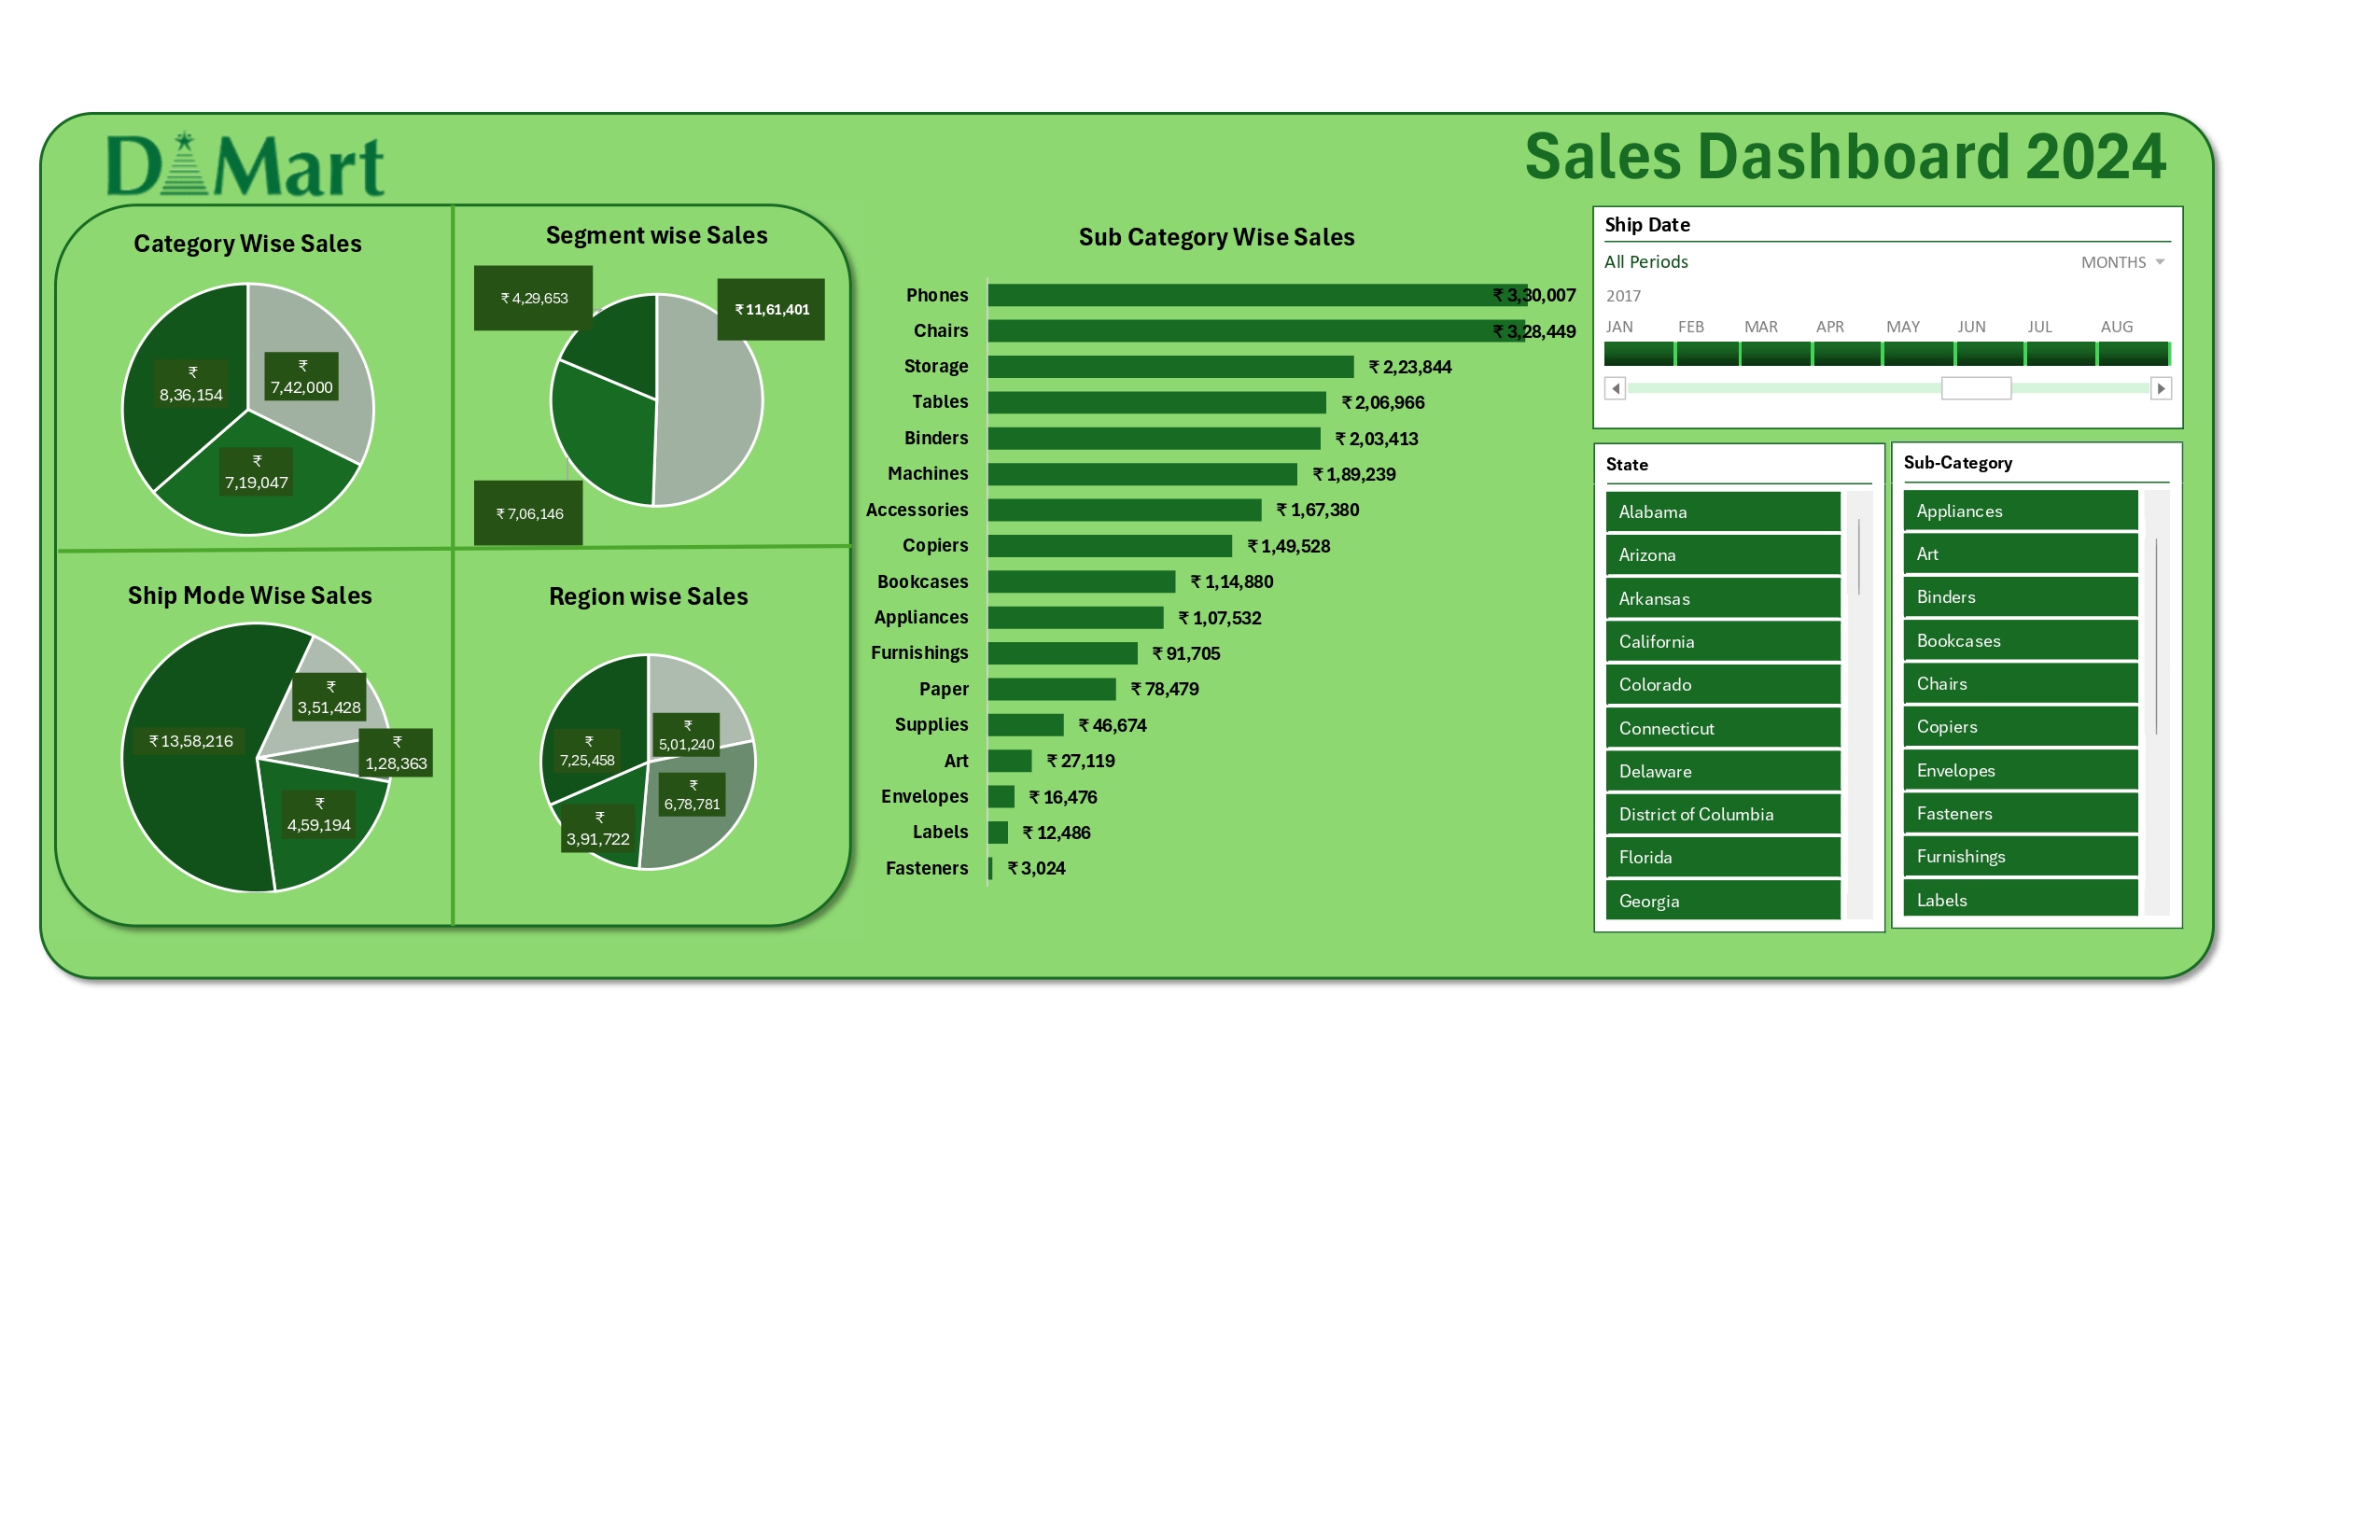 D Mart
Sales Dashboard 2024
Category Wise Sales
₹
8,36,154
₹
7,42,000
₹
7,19,047
Segment wise Sales
₹ 4,29,653
₹ 11,61,401
₹ 7,06,146
Ship Mode Wise Sales
₹ 13,58,216
₹
3,51,428
₹
1,28,363
₹
4,59,194
Region wise Sales
₹
7,25,458
₹
5,01,240
₹
6,78,781
₹
3,91,722
Sub Category Wise Sales
Phones ₹ 3,30,007
Chairs ₹ 3,28,449
Storage ₹ 2,23,844
Tables ₹ 2,06,966
Binders ₹ 2,03,413
Machines ₹ 1,89,239
Accessories ₹ 1,67,380
Copiers ₹ 1,49,528
Bookcases ₹ 1,14,880
Appliances ₹ 1,07,532
Furnishings ₹ 91,705
Paper ₹ 78,479
Supplies ₹ 46,674
Art ₹ 27,119
Envelopes ₹ 16,476
Labels ₹ 12,486
Fasteners ₹ 3,024
Ship Date
All Periods MONTHS
2017
JAN FEB MAR APR MAY JUN JUL AUG
State
Alabama
Arizona
Arkansas
California
Colorado
Connecticut
Delaware
District of Columbia
Florida
Georgia
Sub-Category
Appliances
Art
Binders
Bookcases
Chairs
Copiers
Envelopes
Fasteners
Furnishings
Labels